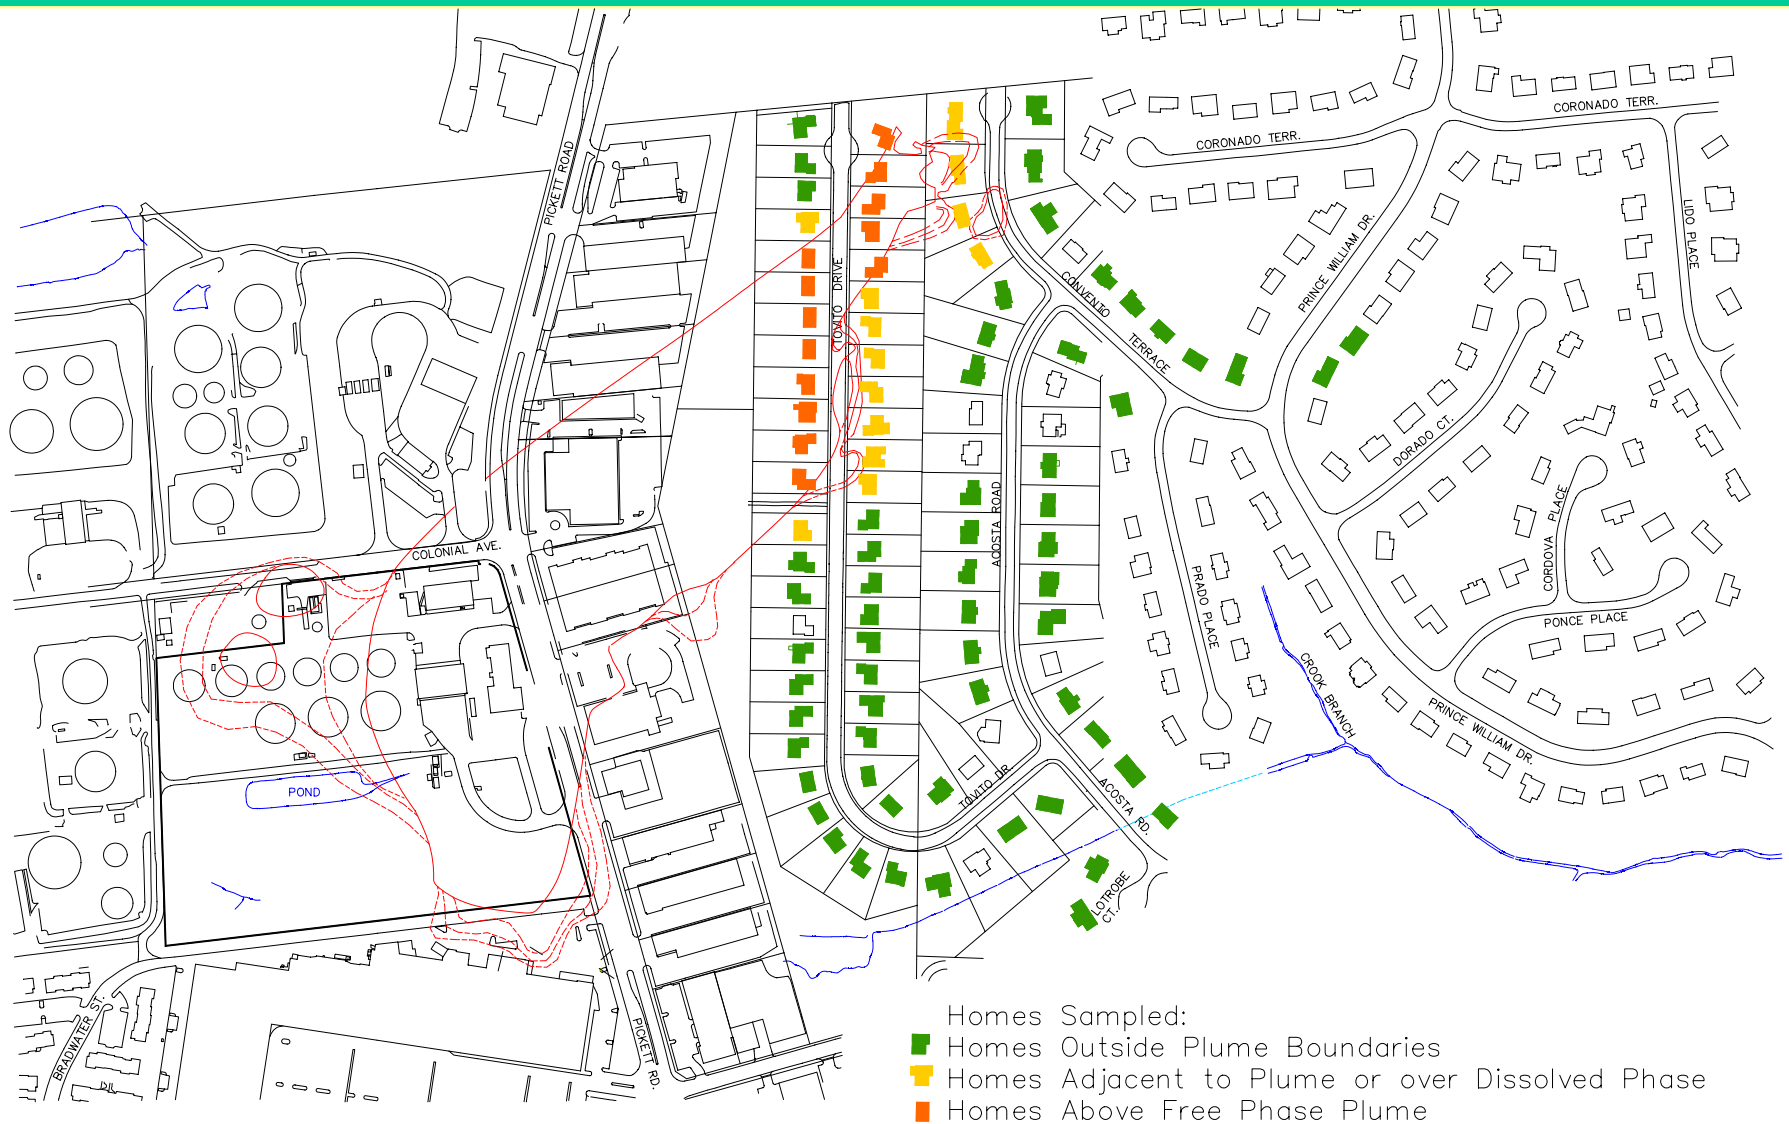 CORONADO TERR.
CORONADO TERR.
PICKETT ROAD
LIDO PLACE
PRINCE WILLIAM DR.
TOVITO DRIVE
CONVENTO
TERRACE
DORADO CT.
ACOSTA ROAD
CORDOVA PLACE
COLONIAL AVE.
PRADO PLACE
PONCE PLACE
CROOK BRANCH
PRINCE WILLIAM DR.
POND
TOVITO DR.
ACOSTA RD.
LOTROBE
CT.
BRADWATER ST.
PICKETT RD.
Homes Sampled:
Homes Outside Plume Boundaries
Homes Adjacent to Plume or over Dissolved Phase
Homes Above Free Phase Plume